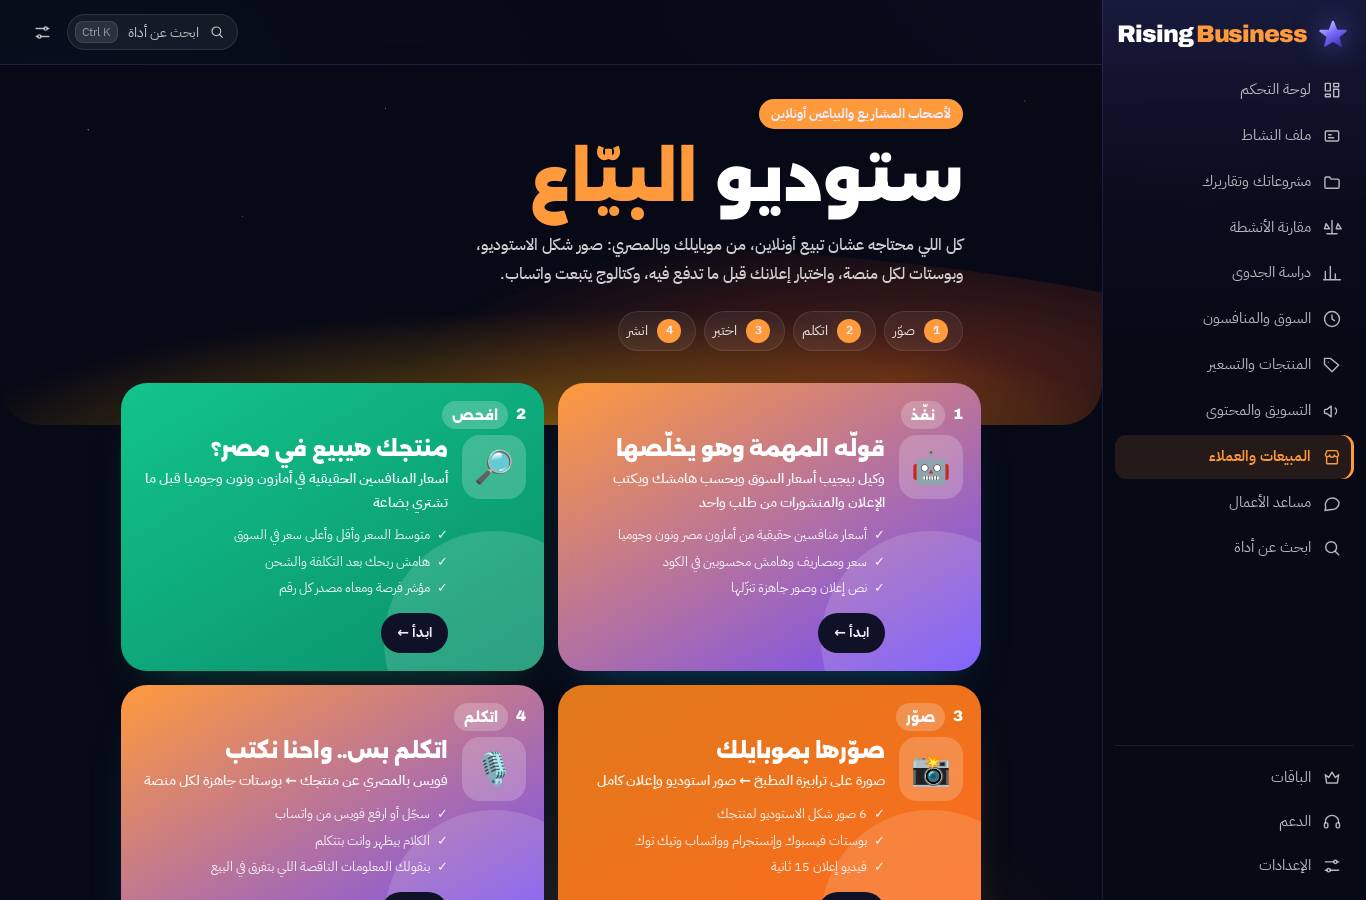 Rising Business
لوحة التحكم
ملف النشاط
مشروعاتك وتقاريرك
مقارنة الأنشطة
دراسة الجدوى
السوق والمنافسون
المنتجات والتسعير
التسويق والمحتوى
المبيعات والعملاء
مساعد الأعمال
ابحث عن أداة
الباقات
الدعم
الإعدادات
ابحث عن أداة Ctrl K
لأصحاب المشاريع والبياعين أونلاين
ستوديو البيّاع
كل اللي محتاجه عشان تبيع أونلاين، من موبايلك وبالمصري: صور شكل الاستوديو،
وبوستات لكل منصة، واختبار إعلانك قبل ما تدفع فيه، وكتالوج يتبعت واتساب.
1 صوّر
2 اتكلم
3 اختبر
4 انشر
1 نفّذ
قولّه المهمة وهو يخلّصها
وكيل بيجيب أسعار السوق ويحسب هامشك ويكتب
الإعلان والمنشورات من طلب واحد
✓ أسعار منافسين حقيقية من أمازون مصر ونون وجوميا
✓ سعر ومصاريف وهامش محسوبين في الكود
✓ نص إعلان وصور جاهزة تنزّلها
ابدأ ←
2 افحص
منتجك هيبيع في مصر؟
أسعار المنافسين الحقيقية في أمازون ونون وجوميا قبل ما
تشتري بضاعة
✓ متوسط السعر وأقل وأعلى سعر في السوق
✓ هامش ربحك بعد التكلفة والشحن
✓ مؤشر فرصة ومعاه مصدر كل رقم
ابدأ ←
3 صوّر
صوّرها بموبايلك
صورة على ترابيزة المطبخ ← صور استوديو وإعلان كامل
✓ 6 صور شكل الاستوديو لمنتجك
✓ بوستات فيسبوك وإنستجرام وواتساب وتيك توك
✓ فيديو إعلان 15 ثانية
4 اتكلم
اتكلم بس.. واحنا نكتب
فويس بالمصري عن منتجك ← بوستات جاهزة لكل منصة
✓ سجّل أو ارفع فويس من واتساب
✓ الكلام بيظهر وانت بتتكلم
✓ بنقولك المعلومات الناقصة اللي بتفرق في البيع